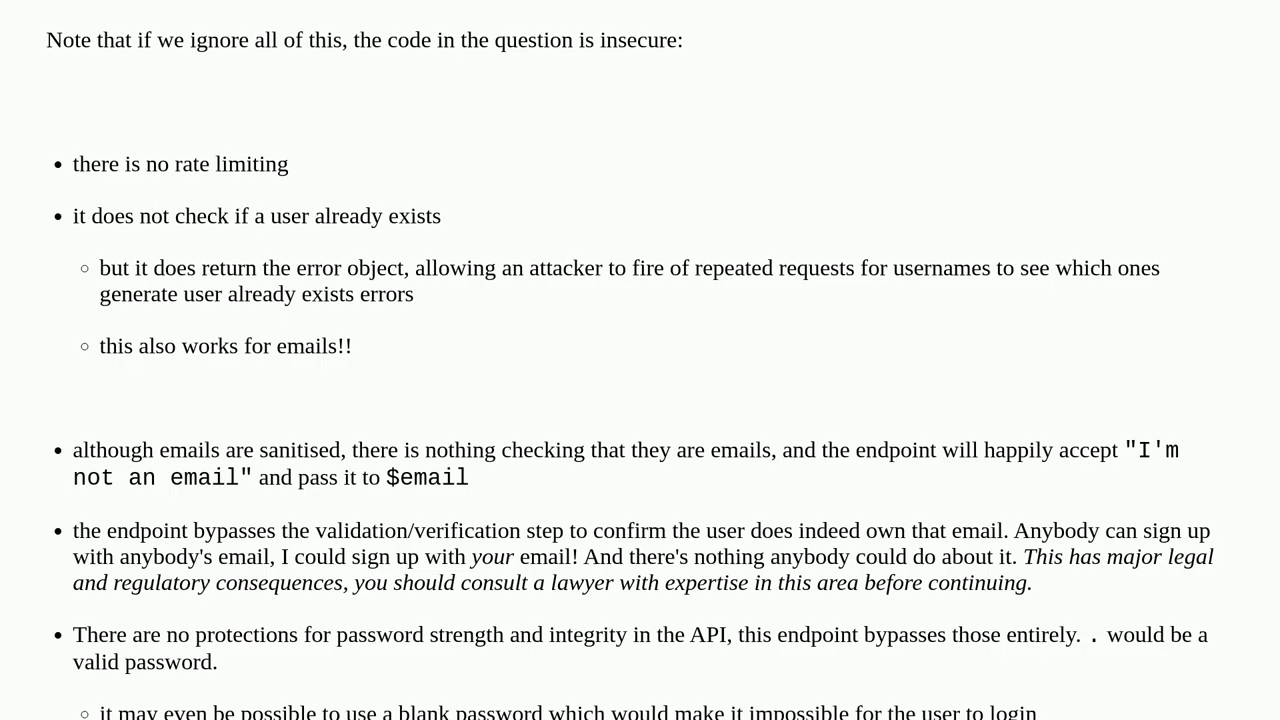 Note that if we ignore all of this, the code in the question is insecure:
• there is no rate limiting
• it does not check if a user already exists
◦ but it does return the error object, allowing an attacker to fire of repeated requests for usernames to see which ones
generate user already exists errors
◦ this also works for emails!!
• although emails are sanitised, there is nothing checking that they are emails, and the endpoint will happily accept "I'm
not an email" and pass it to $email
• the endpoint bypasses the validation/verification step to confirm the user does indeed own that email. Anybody can sign up
with anybody's email, I could sign up with your email! And there's nothing anybody could do about it. This has major legal
and regulatory consequences, you should consult a lawyer with expertise in this area before continuing.
• There are no protections for password strength and integrity in the API, this endpoint bypasses those entirely. . would be a
valid password.
◦ it may even be possible to use a blank password which would make it impossible for the user to login